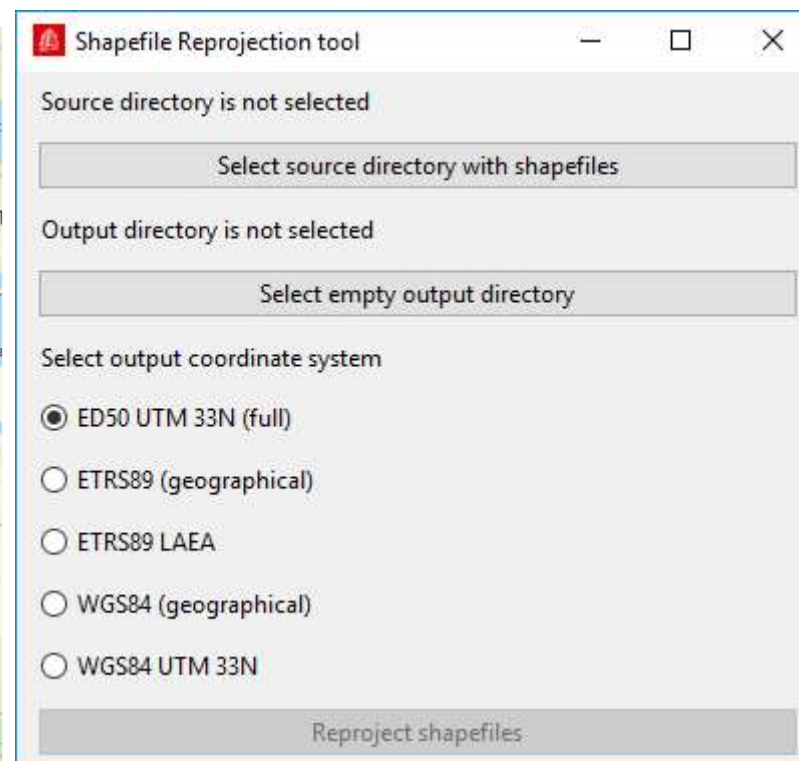 Shapefile Reprojection tool
Source directory is not selected
Select source directory with shapefiles
Output directory is not selected
Select empty output directory
Select output coordinate system
ED50 UTM 33N (full)
ETRS89 (geographical)
ETRS89 LAEA
WGS84 (geographical)
WGS84 UTM 33N
Reproject shapefiles